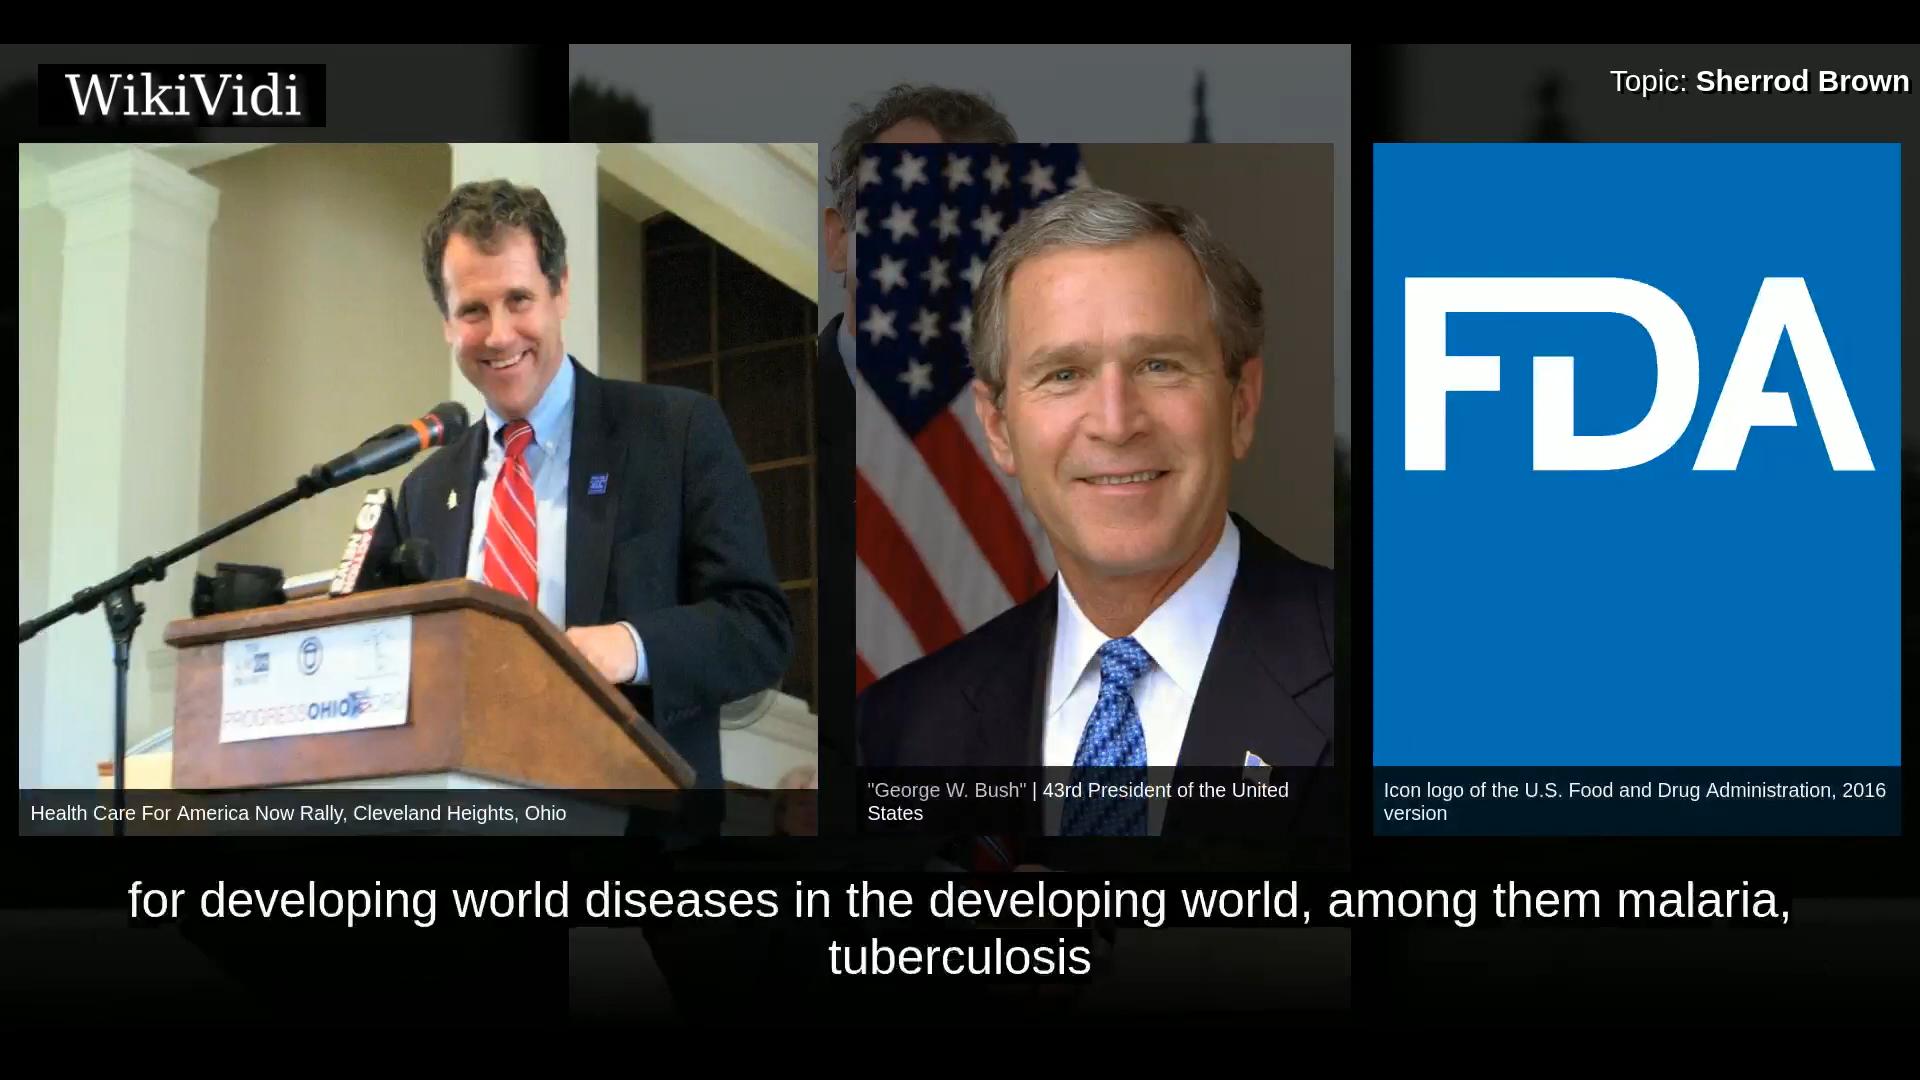 WikiVidi
Topic: Sherrod Brown
PROGRESSOHIO
FDA
Health Care For America Now Rally, Cleveland Heights, Ohio
"George W. Bush" | 43rd President of the United
States
Icon logo of the U.S. Food and Drug Administration, 2016
version
for developing world diseases in the developing world, among them malaria,
tuberculosis